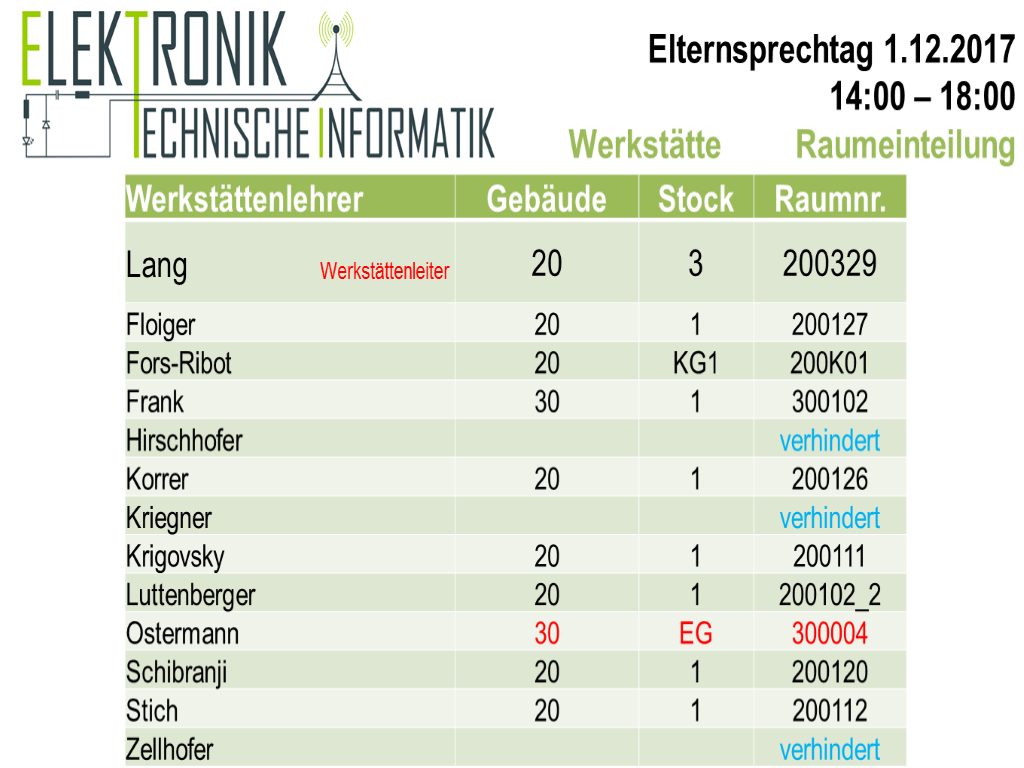 ELEKTRONIK
TECHNISCHE INFORMATIK
Elternsprechtag 1.12.2017
14:00 – 18:00
Werkstätte Raumeinteilung
Werkstättenlehrer Gebäude Stock Raumnr.
Lang Werkstättenleiter 20 3 200329
Floiger 20 1 200127
Fors-Ribot 20 KG1 200K01
Frank 30 1 300102
Hirschhofer verhindert
Korrer 20 1 200126
Kriegner verhindert
Krigovsky 20 1 200111
Luttenberger 20 1 200102_2
Ostermann 30 EG 300004
Schibranji 20 1 200120
Stich 20 1 200112
Zellhofer verhindert